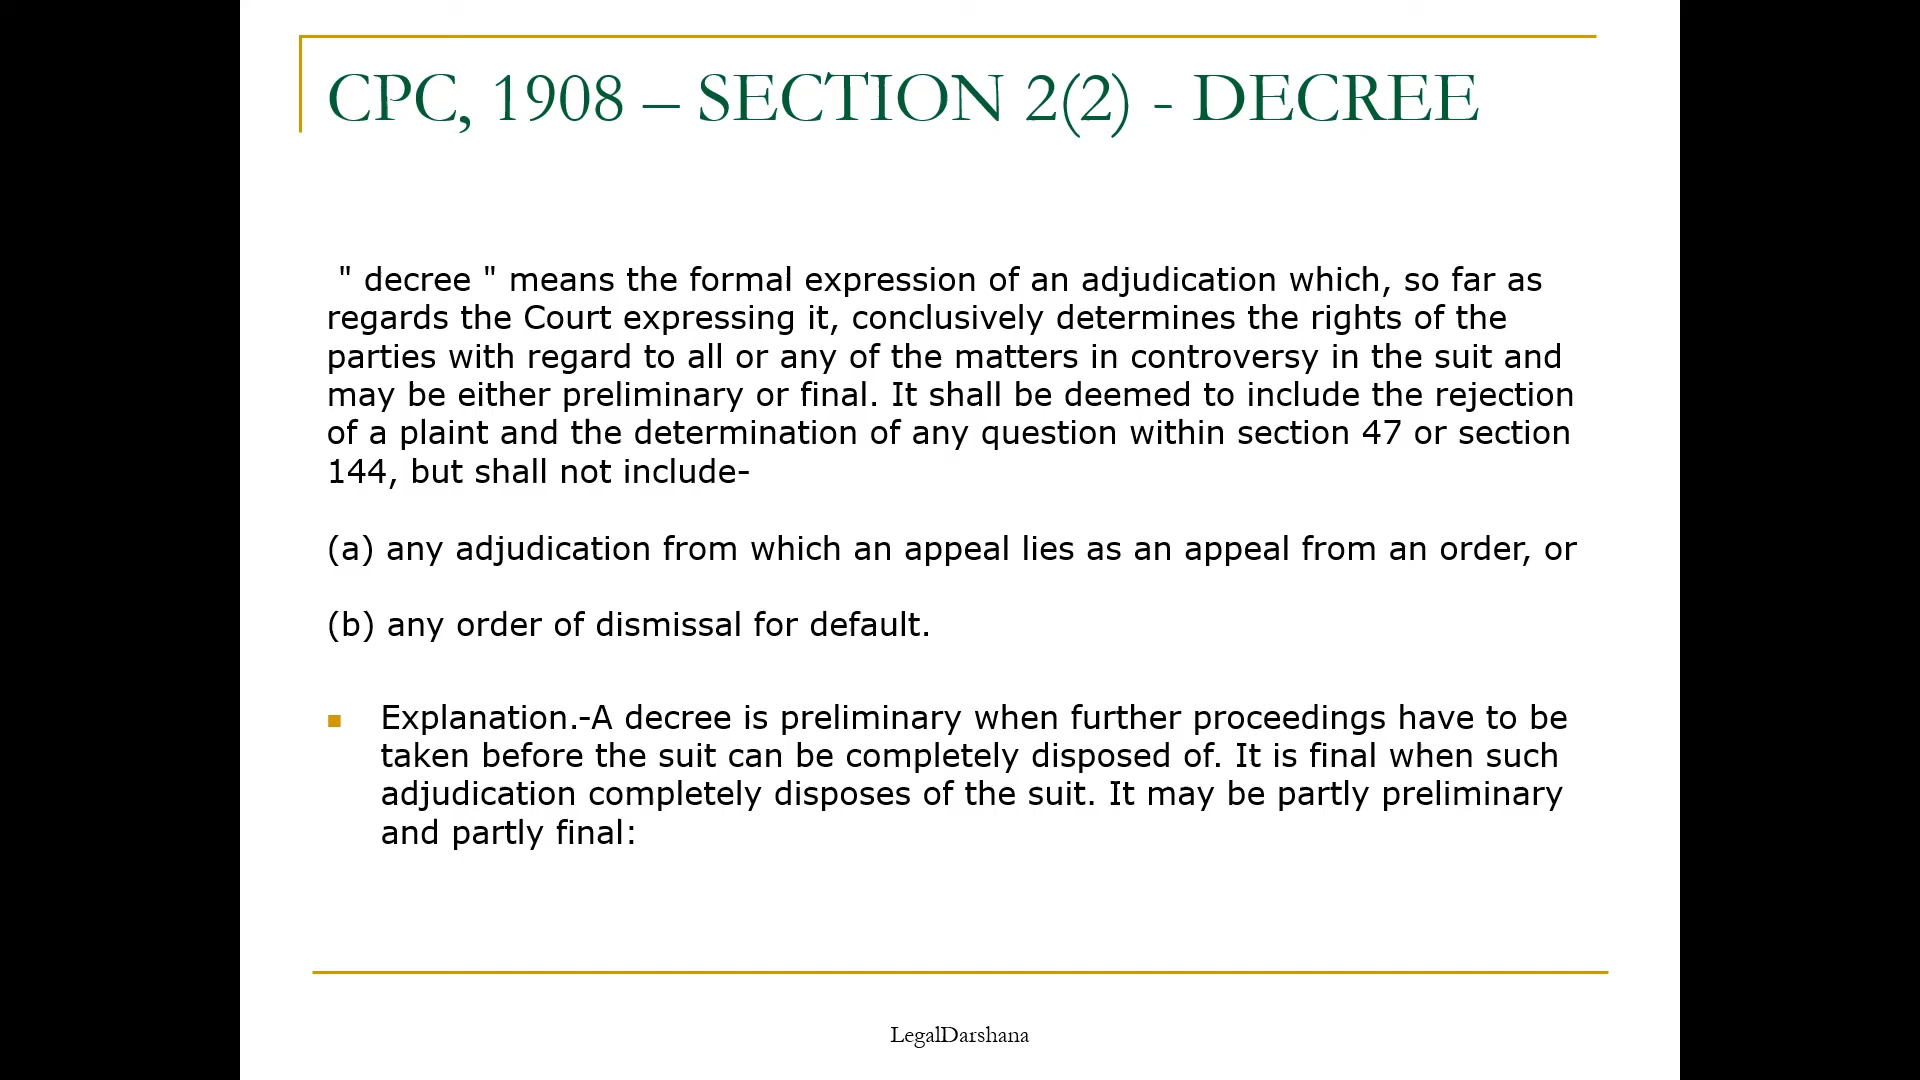 CPC, 1908 – SECTION 2(2) - DECREE
" decree " means the formal expression of an adjudication which, so far as
regards the Court expressing it, conclusively determines the rights of the
parties with regard to all or any of the matters in controversy in the suit and
may be either preliminary or final. It shall be deemed to include the rejection
of a plaint and the determination of any question within section 47 or section
144, but shall not include-
(a) any adjudication from which an appeal lies as an appeal from an order, or
(b) any order of dismissal for default.
Explanation.-A decree is preliminary when further proceedings have to be
taken before the suit can be completely disposed of. It is final when such
adjudication completely disposes of the suit. It may be partly preliminary
and partly final:
LegalDarshana